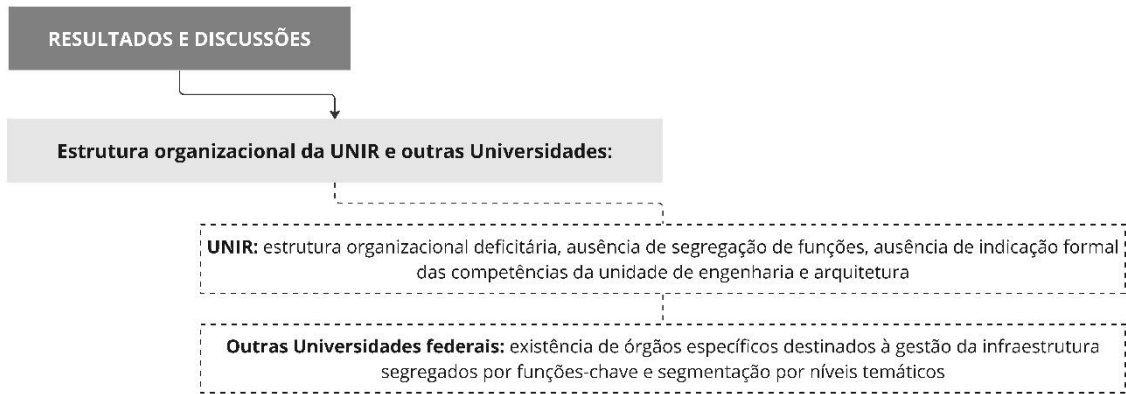 RESULTADOS E DISCUSSÕES
Estrutura organizacional da UNIR e outras Universidades:
UNIR: estrutura organizacional deficitária, ausência de segregação de funções, ausência de indicação formal
das competências da unidade de engenharia e arquitetura
Outras Universidades federais: existência de órgãos específicos destinados à gestão da infraestrutura
segregados por funções-chave e segmentação por níveis temáticos